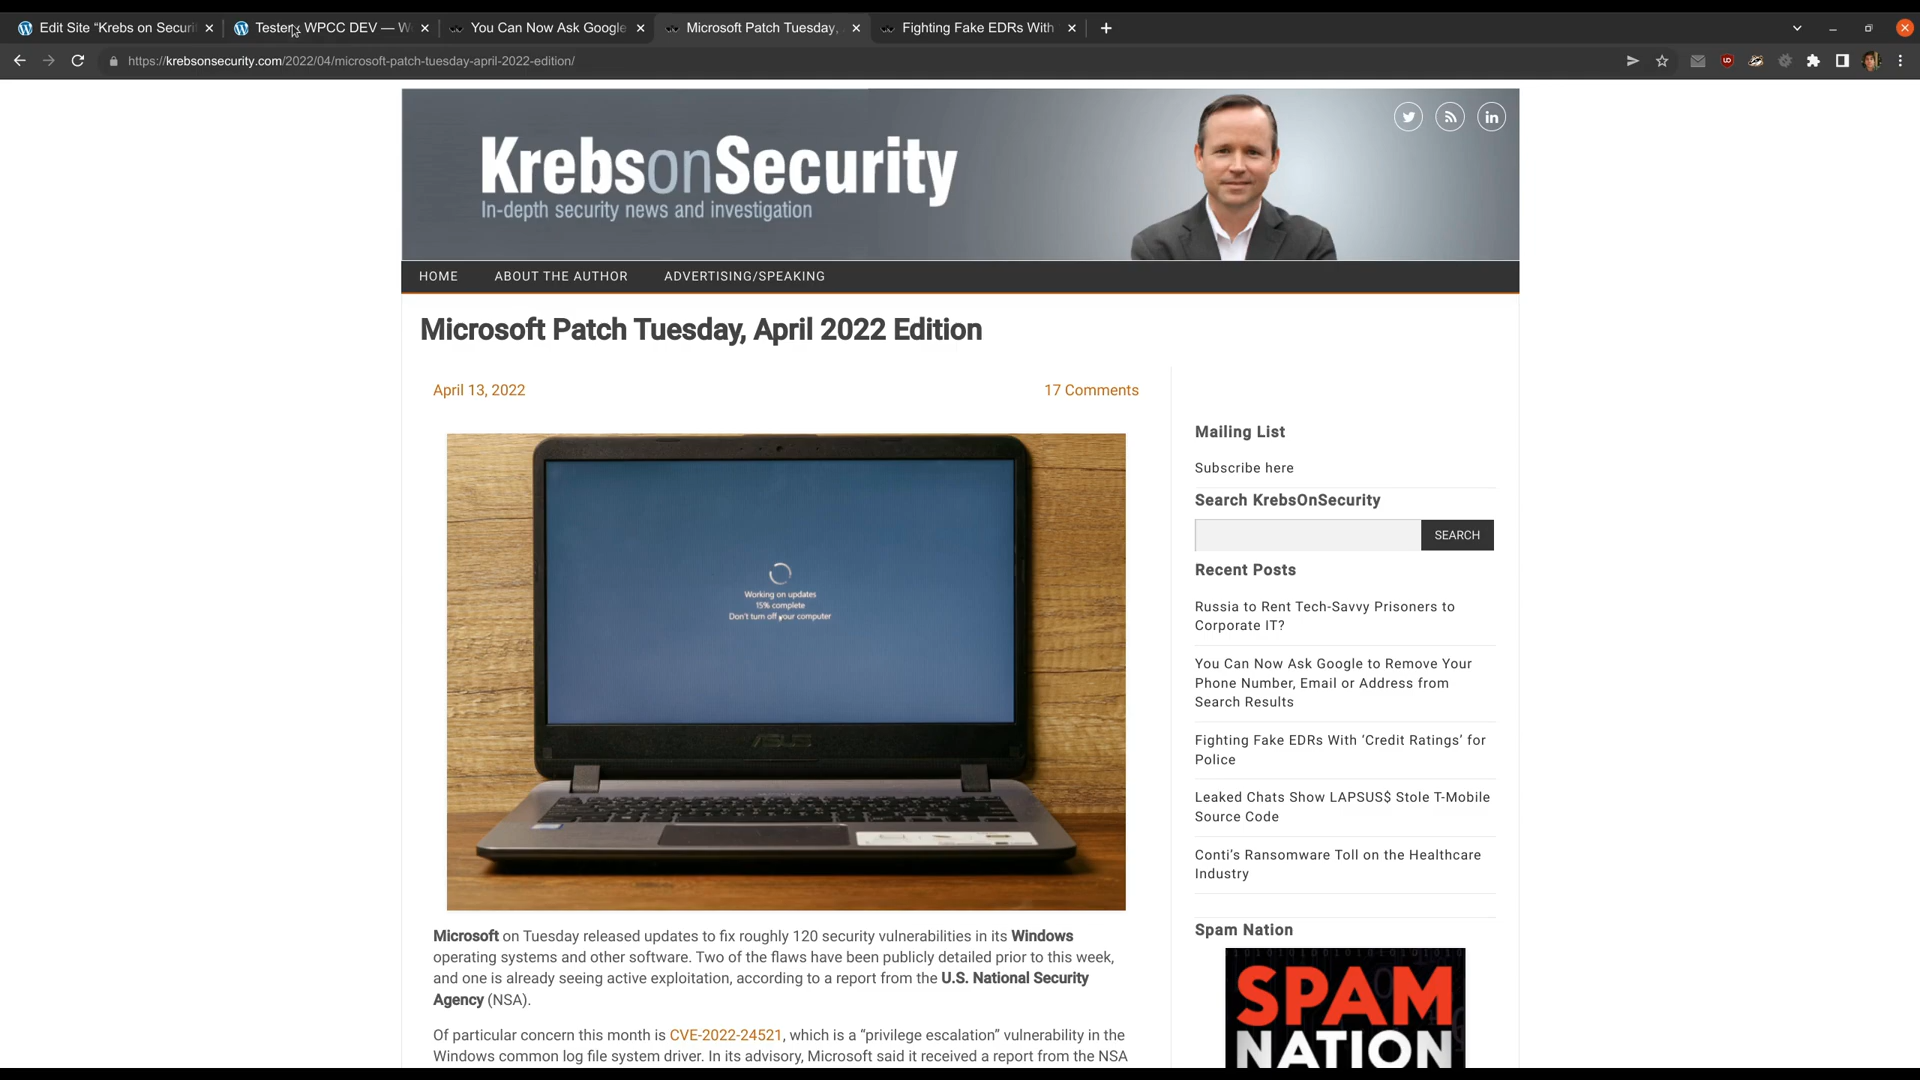 Edit Site “Krebs on Securi
Tester, WPCC DEV — W
You Can Now Ask Google
Microsoft Patch Tuesday,
Fighting Fake EDRs With
https://krebsonsecurity.com/2022/04/microsoft-patch-tuesday-april-2022-edition/
KrebsonSecurity
In-depth security news and investigation
HOME
ABOUT THE AUTHOR
ADVERTISING/SPEAKING
Microsoft Patch Tuesday, April 2022 Edition
April 13, 2022
17 Comments
Working on updates
15% complete
Don't turn off your computer
ASUS
Microsoft on Tuesday released updates to fix roughly 120 security vulnerabilities in its Windows
operating systems and other software. Two of the flaws have been publicly detailed prior to this week,
and one is already seeing active exploitation, according to a report from the U.S. National Security
Agency (NSA).
Of particular concern this month is CVE-2022-24521, which is a “privilege escalation” vulnerability in the
Windows common log file system driver. In its advisory, Microsoft said it received a report from the NSA
Mailing List
Subscribe here
Search KrebsOnSecurity
SEARCH
Recent Posts
Russia to Rent Tech-Savvy Prisoners to
Corporate IT?
You Can Now Ask Google to Remove Your
Phone Number, Email or Address from
Search Results
Fighting Fake EDRs With ‘Credit Ratings’ for
Police
Leaked Chats Show LAPSUS$ Stole T-Mobile
Source Code
Conti’s Ransomware Toll on the Healthcare
Industry
Spam Nation
SPAM
NATION